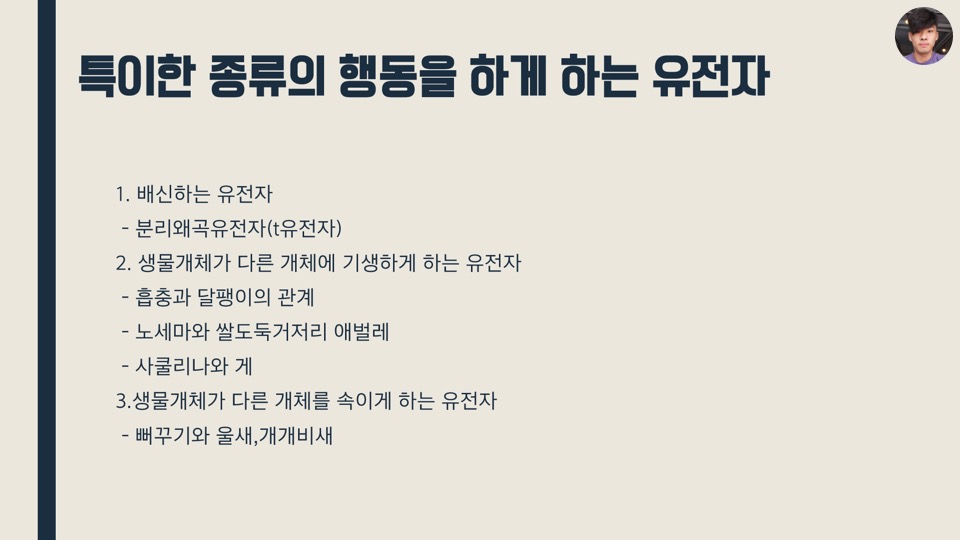 특이한 종류의 행동을 하게 하는 유전자
1. 배신하는 유전자
- 분리왜곡유전자(t유전자)
2. 생물개체가 다른 개체에 기생하게 하는 유전자
- 흡충과 달팽이의 관계
- 노세마와 쌀도둑거저리 애벌레
- 사쿨리나와 게
3.생물개체가 다른 개체를 속이게 하는 유전자
- 뻐꾸기와 울새,개개비새